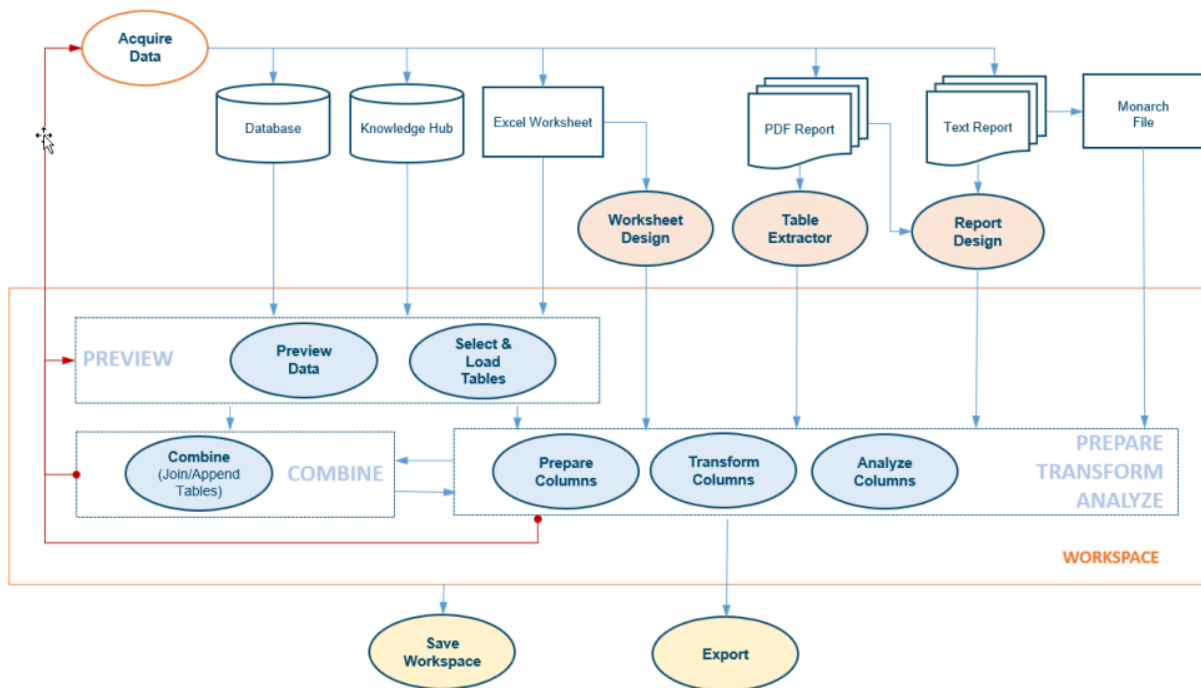 Acquire
Data
Database
Knowledge Hub
Excel Worksheet
PDF Report
Text Report
Monarch
File
Worksheet
Design
Table
Extractor
Report
Design
PREVIEW
Preview
Data
Select &
Load
Tables
Combine
(Join/Append
Tables)
COMBINE
Prepare
Columns
Transform
Columns
Analyze
Columns
PREPARE
TRANSFORM
ANALYZE
WORKSPACE
Save
Workspace
Export